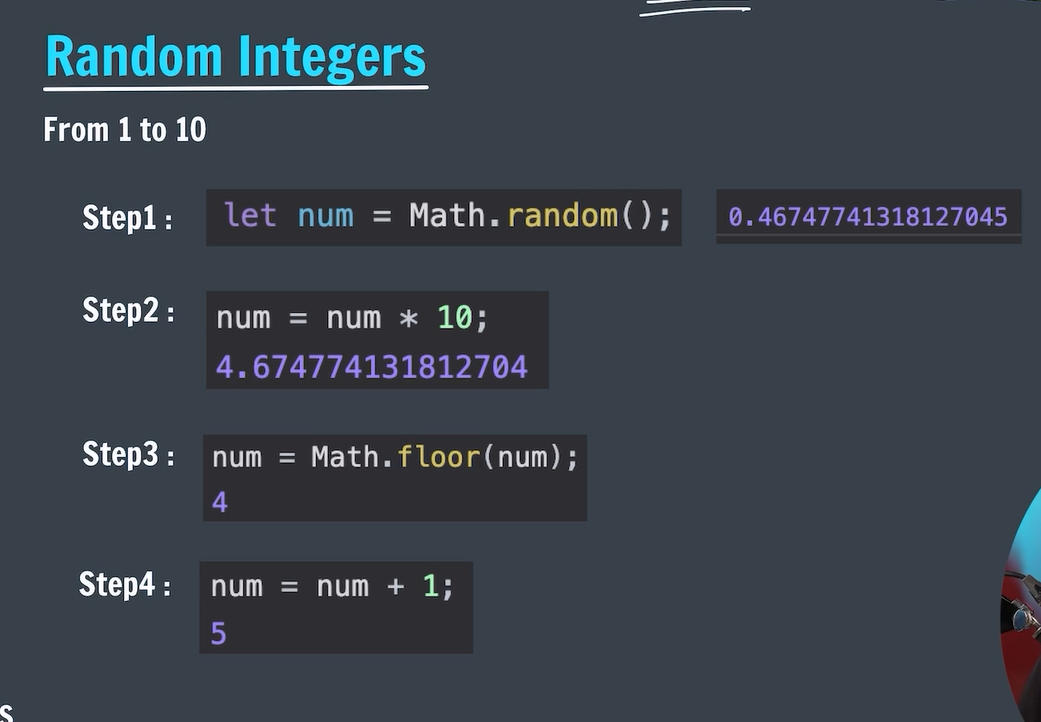 Random Integers
From 1 to 10
Step1 : let num = Math.random(); 0.46747741318127045
Step2 : num = num * 10;
4.674774131812704
Step3 : num = Math.floor(num);
4
Step4 : num = num + 1;
5
s